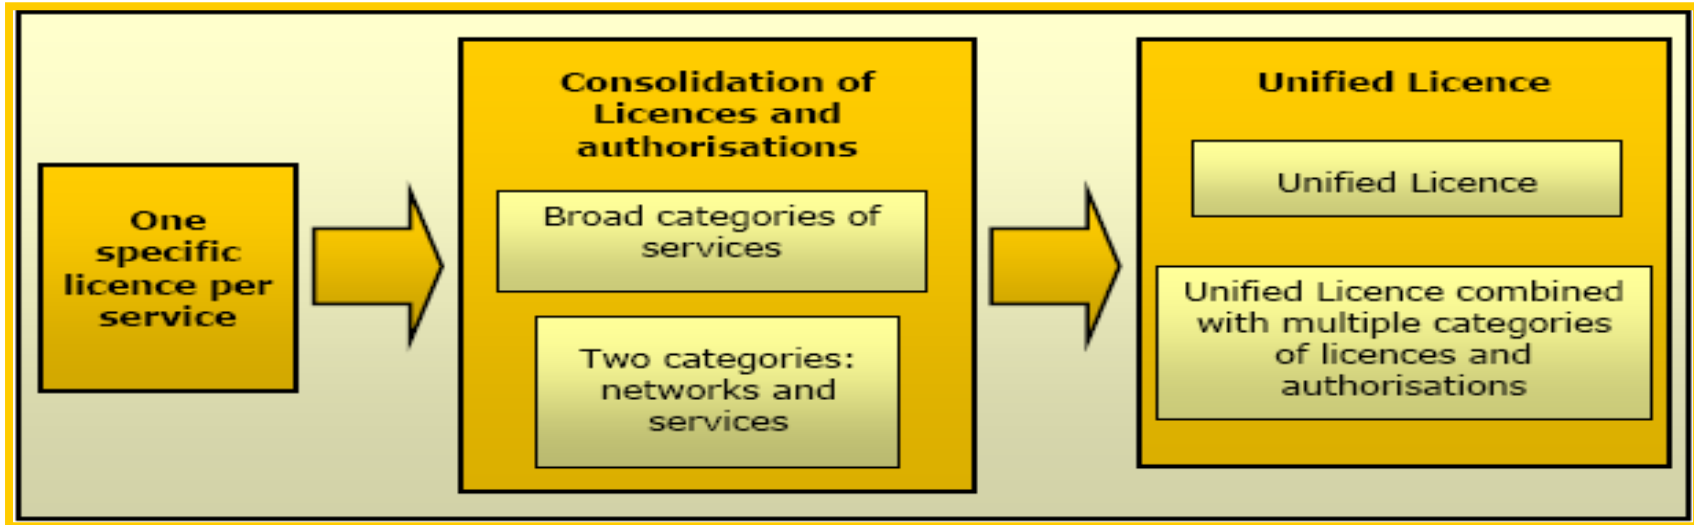 One
specific
licence per
service
Consolidation of
Licences and
authorisations
Broad categories of
services
Two categories:
networks and
services
Unified Licence
Unified Licence
Unified Licence combined
with multiple categories
of licences and
authorisations